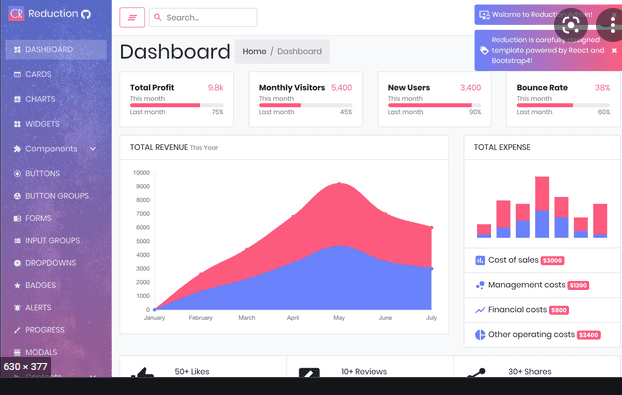 Reduction
Search...
Welcome to Reduction
Reduction is carefully designed
template powered by React and
Bootstrap4!
DASHBOARD
CARDS
CHARTS
WIDGETS
Components
BUTTONS
BUTTON GROUPS
FORMS
INPUT GROUPS
DROPDOWNS
BADGES
ALERTS
PROGRESS
MODALS
630 × 377
Dashboard
Home / Dashboard
Total Profit 9.8k
This month
Last month 75%
Monthly Visitors 5,400
This month
Last month 45%
New Users 3,400
This month
Last month 90%
Bounce Rate 38%
This month
Last month 60%
TOTAL REVENUE This Year
10000
9000
8000
7000
6000
5000
4000
3000
2000
1000
0
January February March April May June July
TOTAL EXPENSE
Cost of sales $3000
Management costs $1200
Financial costs $800
Other operating costs $2400
50+ Likes
10+ Reviews
30+ Shares